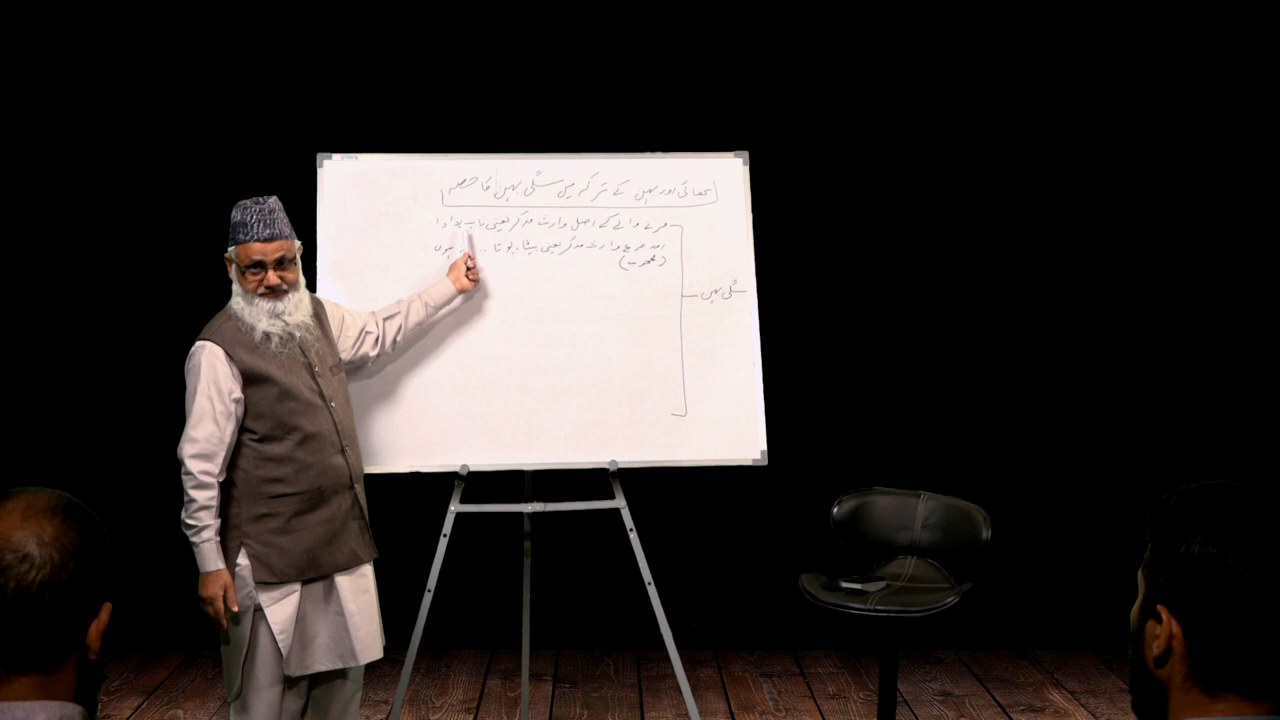 بھائی اور بہن کے ترکہ میں سگی بہن کا حصہ
مرنے والے کے اصل وارث مذکر یعنی باپ دادا
اور فرع وارث مذکر یعنی بیٹا، پوتا ... ہوں
(محجوب)
سگی بہن